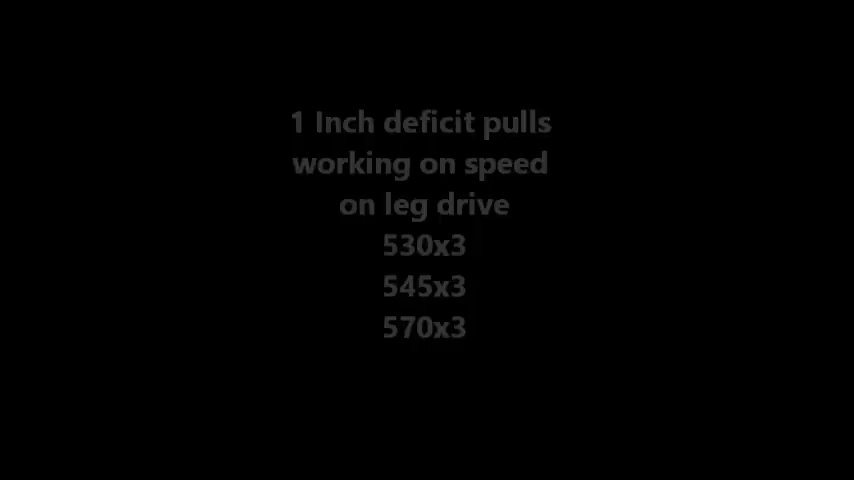 1 Inch deficit pulls
working on speed
on leg drive
530x3
545x3
570x3